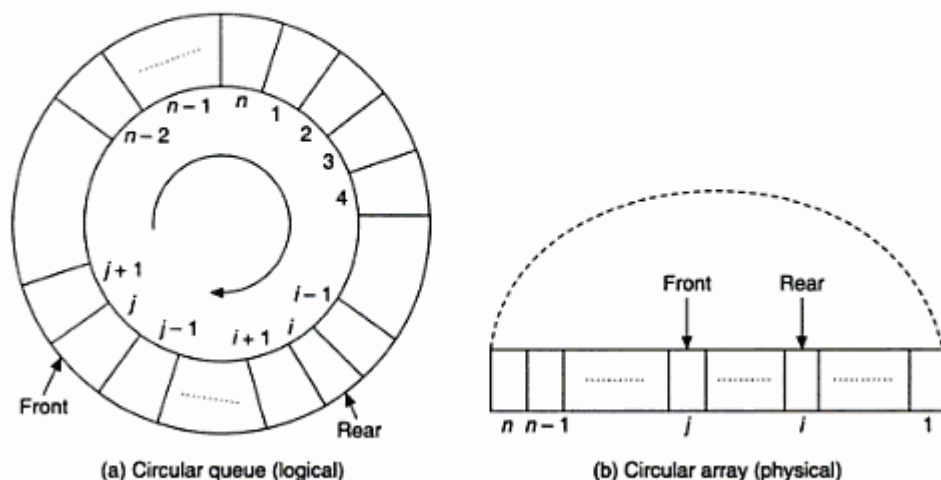 n – 1
n
1
n – 2
2
3
4
j + 1
j
j – 1
i + 1
i
i – 1
Front
Rear
(a) Circular queue (logical)
Front
Rear
n
n – 1
j
i
1
(b) Circular array (physical)